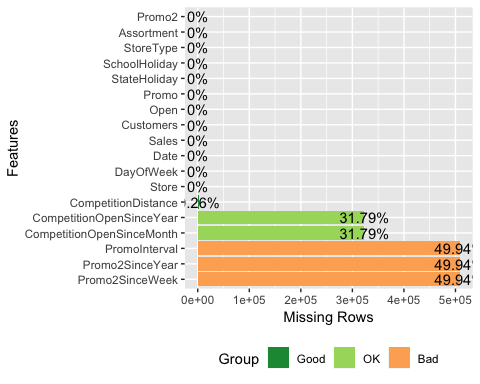 Promo2 0%
Assortment 0%
StoreType 0%
SchoolHoliday 0%
StateHoliday 0%
Promo 0%
Open 0%
Customers 0%
Sales 0%
Date 0%
DayOfWeek 0%
Store 0%
CompetitionDistance .26%
CompetitionOpenSinceYear 31.79%
CompetitionOpenSinceMonth 31.79%
PromoInterval 49.94%
Promo2SinceYear 49.94%
Promo2SinceWeek 49.94%
Features
0e+00 1e+05 2e+05 3e+05 4e+05 5e+05
Missing Rows
Group Good OK Bad